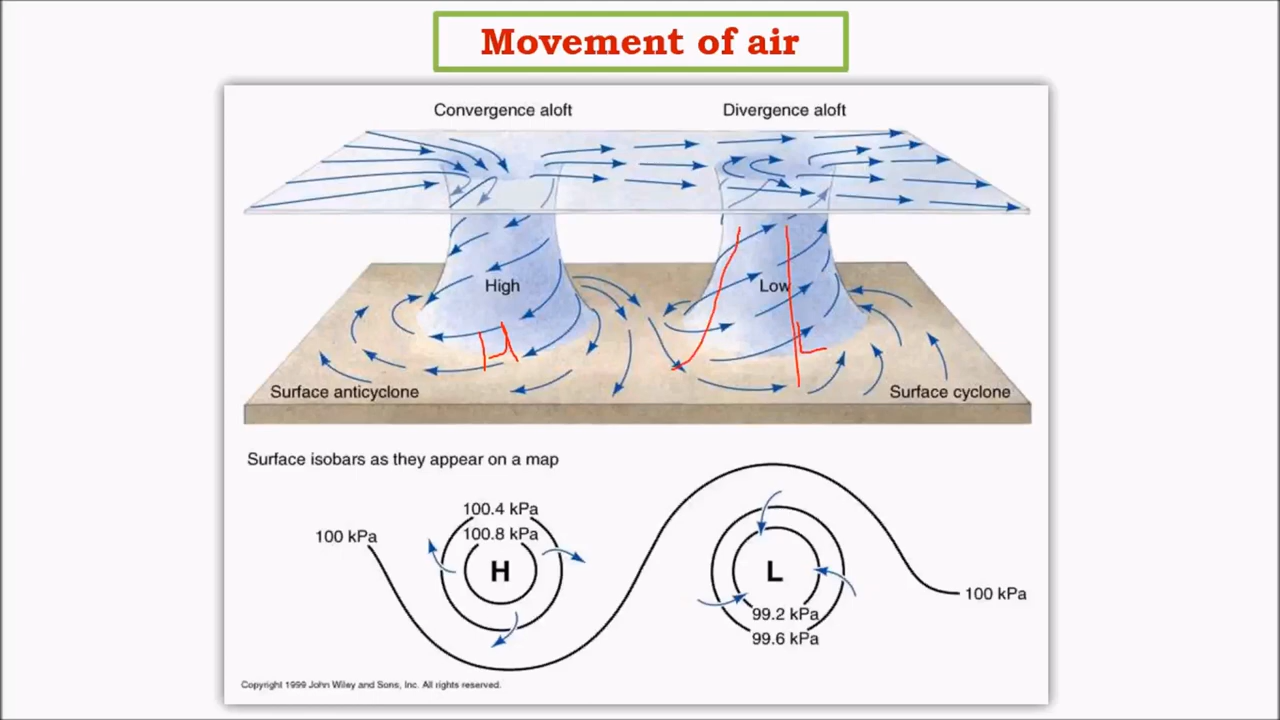 Movement of air
Convergence aloft
Divergence aloft
High
Low
H
L
Surface anticyclone
Surface cyclone
Surface isobars as they appear on a map
100 kPa
100.4 kPa
100.8 kPa
H
L
99.2 kPa
99.6 kPa
100 kPa
Copyright 1999 John Wiley and Sons, Inc. All rights reserved.